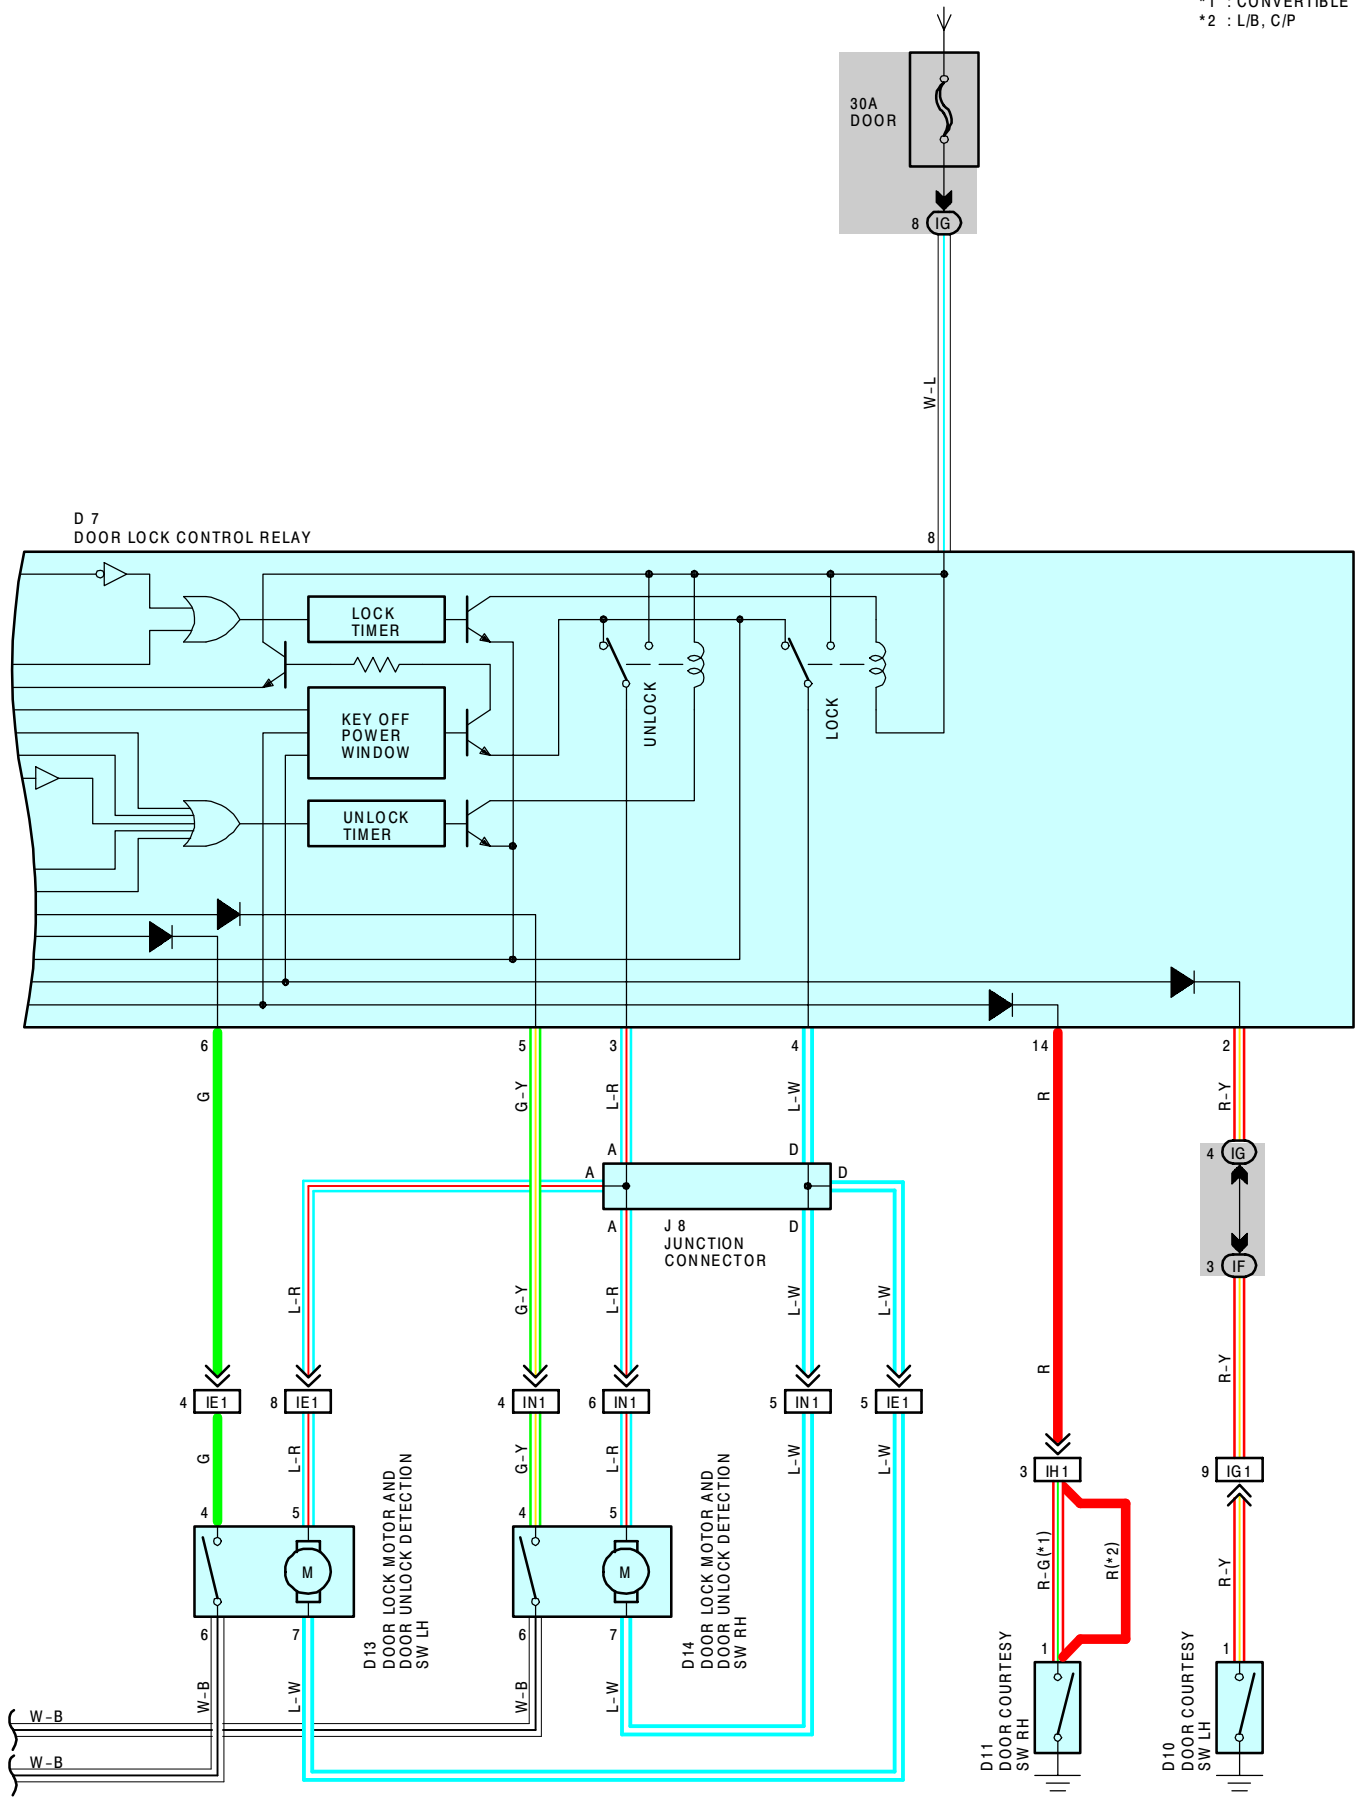 *1 : CONVERTIBLE
*2 : L/B, C/P
30A
DOOR
8 IG
W-L
D 7
DOOR LOCK CONTROL RELAY
8
LOCK
TIMER
KEY OFF
POWER
WINDOW
UNLOCK
TIMER
UNLOCK
LOCK
6 5 3 4 14 2
G G-Y L-R L-W R R-Y
A D
A D
A D
J 8
JUNCTION
CONNECTOR
4 IG
3 IF
L-R G-Y L-R L-W L-W R R-Y
4 IE1 8 IE1 4 IN1 6 IN1 5 IN1 5 IE1
3 IH1 9 IG1
G L-R G-Y L-R L-W L-W
R-G(*1) R(*2) R-Y
4 5 4 5
M M
6 7 6 7
D13
DOOR LOCK MOTOR AND
DOOR UNLOCK DETECTION
SW LH
D14
DOOR LOCK MOTOR AND
DOOR UNLOCK DETECTION
SW RH
1 1
D11
DOOR COURTESY
SW RH
D10
DOOR COURTESY
SW LH
W-B L-W W-B L-W
W-B
W-B